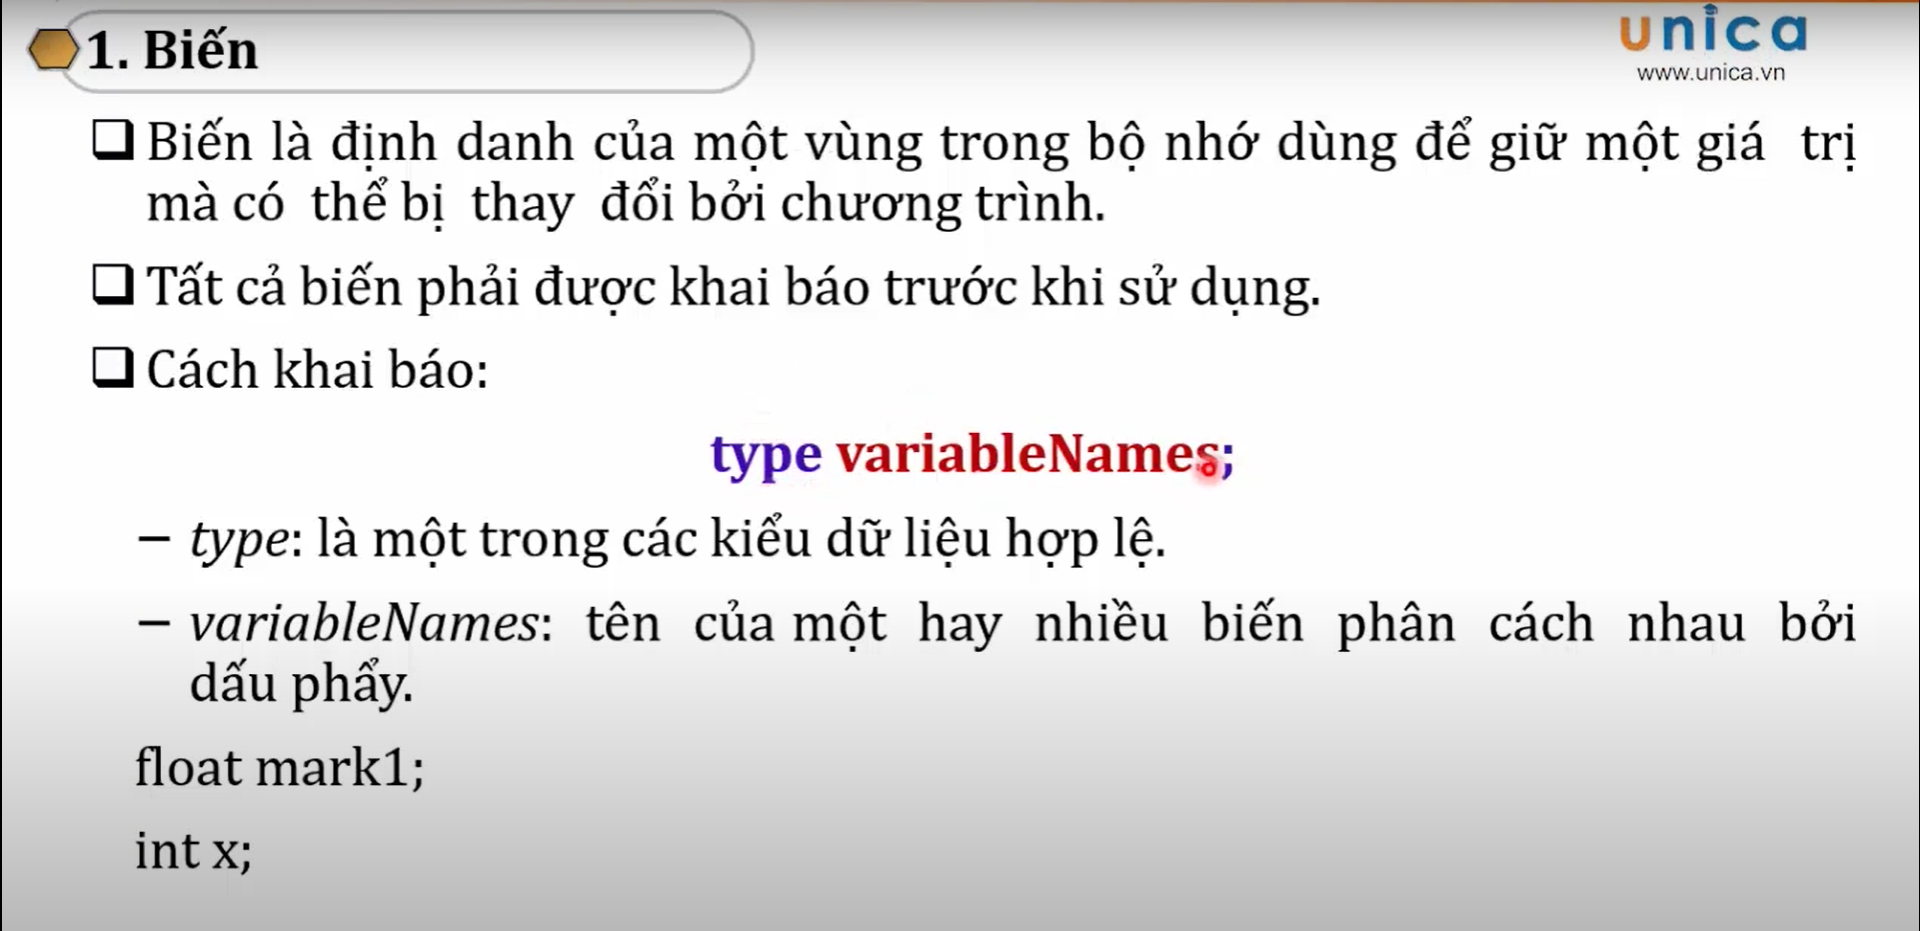 1. Biến
unica
www.unica.vn
Biến là định danh của một vùng trong bộ nhớ dùng để giữ một giá trị
mà có thể bị thay đổi bởi chương trình.
Tất cả biến phải được khai báo trước khi sử dụng.
Cách khai báo:
type variableNames;
– type: là một trong các kiểu dữ liệu hợp lệ.
– variableNames: tên của một hay nhiều biến phân cách nhau bởi
dấu phẩy.
float mark1;
int x;